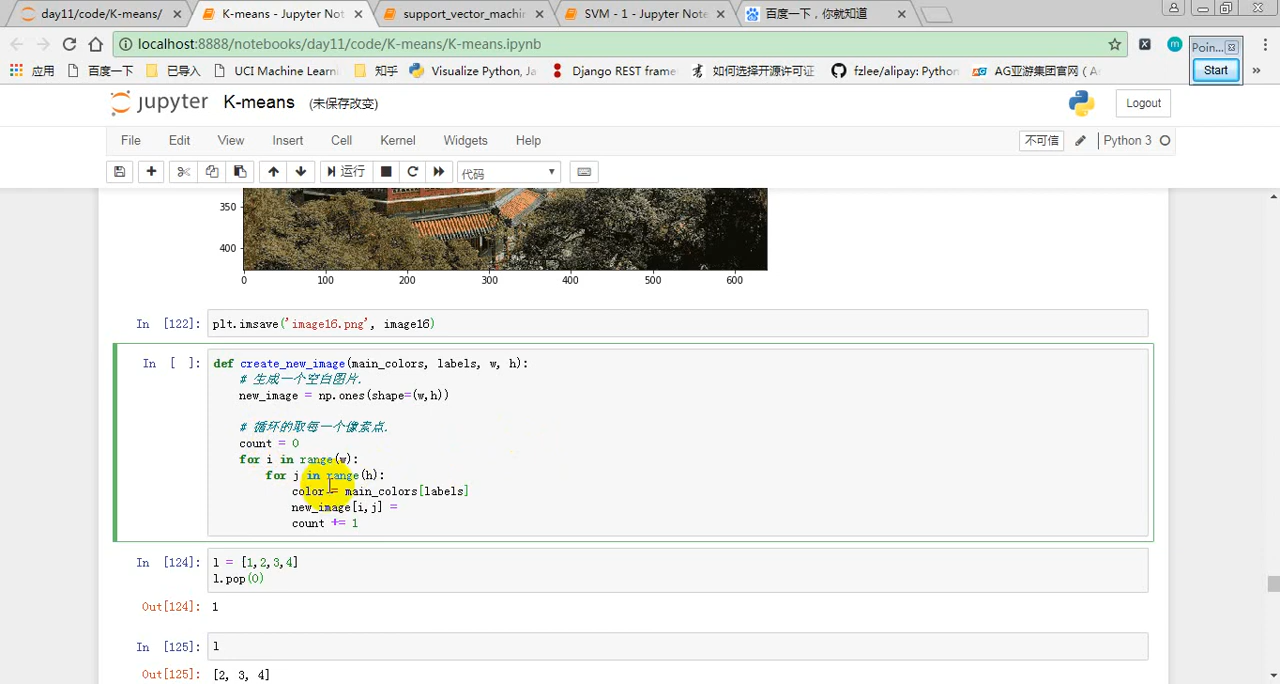 day11/code/K-means/
K-means - Jupyter Not
support_vector_machin
SVM - 1 - Jupyter Note
百度一下，你就知道
localhost:8888/notebooks/day11/code/K-means/K-means.ipynb
应用
百度一下
已导入
UCI Machine Learni
知乎
Visualize Python, Ja
Django REST frame
如何选择开源许可证
fzlee/alipay: Python
AG亚游集团官网（A
»
Poin...
Start
jupyter
K-means
(未保存改变)
Logout
File
Edit
View
Insert
Cell
Kernel
Widgets
Help
不可信
Python 3
运行
代码
350
400
0
100
200
300
400
500
600
In [122]:
plt.imsave('image16.png', image16)
In [ ]:
def create_new_image(main_colors, labels, w, h):
# 生成一个空白图片.
new_image = np.ones(shape=(w,h))
# 循环的取每一个像素点.
count = 0
for i in range(w):
for j in range(h):
color = main_colors[labels]
new_image[i,j] =
count += 1
In [124]:
l = [1,2,3,4]
l.pop(0)
Out[124]:
1
In [125]:
l
Out[125]:
[2, 3, 4]